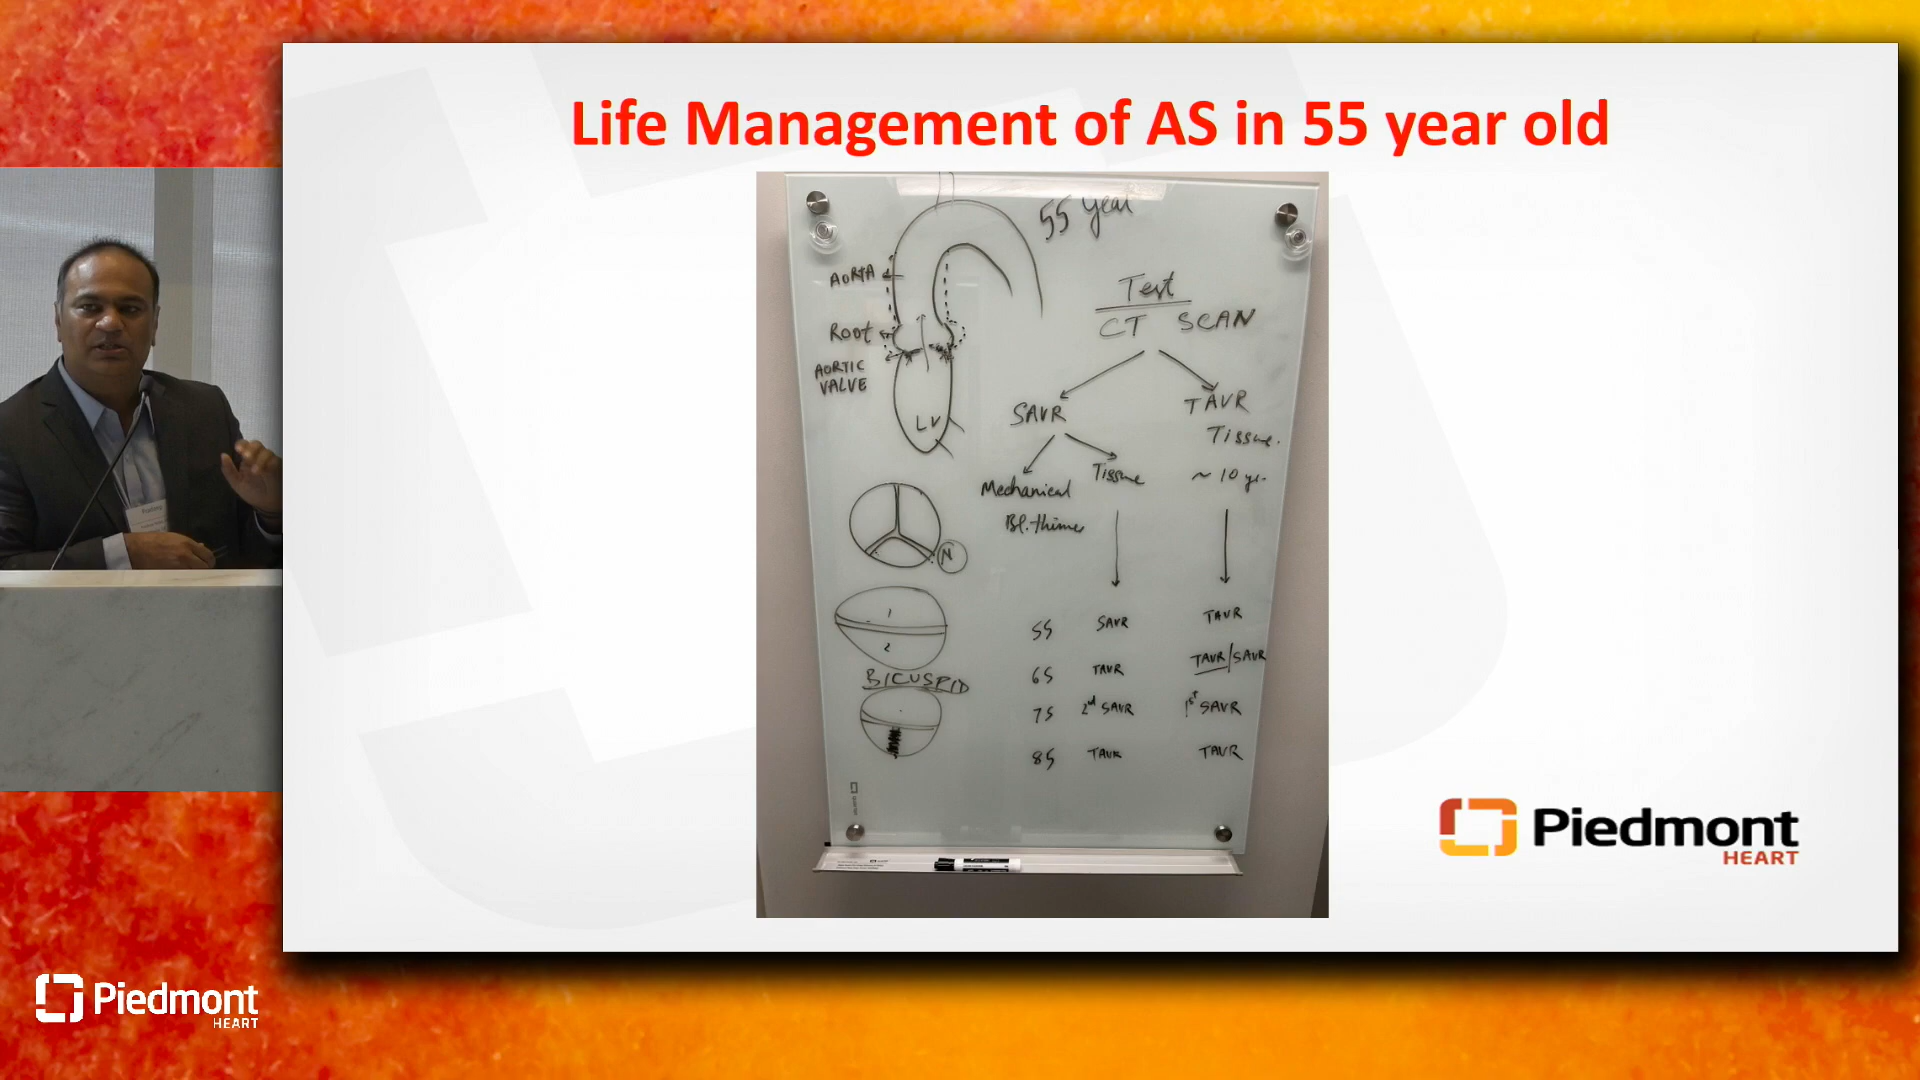 Life Management of AS in 55 year old
55 year
AORTA
Root
AORTIC
VALVE
LV
Test
CT SCAN
SAVR
TAVR
Tissue.
~ 10 yr.
Mechanical
Tissue
Bl. thinner
N
1
2
BICUSPID
55 SAVR TAVR
65 TAVR TAVR/SAVR
75 2nd SAVR 1st SAVR
85 TAVR TAVR
Piedmont
HEART
Piedmont
HEART